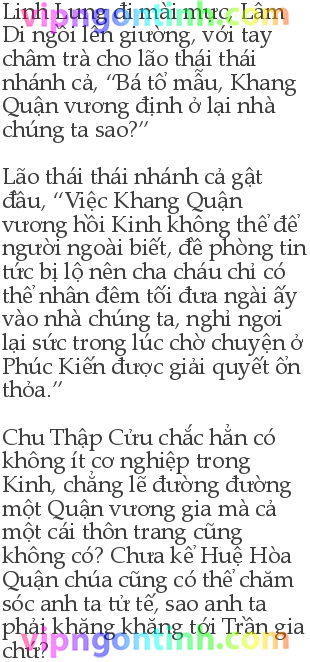 Linh Lung đi mài mực, Lâm
Di ngồi lên giường, với tay
châm trà cho lão thái thái
nhánh cả, “Bá tổ mẫu, Khang
Quận vương định ở lại nhà
chúng ta sao?”
Lão thái thái nhánh cả gật
đầu, “Việc Khang Quận
vương hồi Kinh không thể để
người ngoài biết, đề phòng tin
tức bị lộ nên cha cháu chỉ có
thể nhân đêm tối đưa ngài ấy
vào nhà chúng ta, nghỉ ngơi
lại sức trong lúc chờ chuyện ở
Phúc Kiến được giải quyết ổn
thỏa.”
Chu Thập Cửu chắc hẳn có
không ít cơ nghiệp trong
Kinh, chẳng lẽ đường đường
một Quận vương gia mà cả
một cái thôn trang cũng
không có? Chưa kể Huệ Hòa
Quận chúa cũng có thể chăm
sóc anh ta tử tế, sao anh ta
phải khăng khăng tới Trần gia
chứ?
vipngontinh.com
vipngontinh.com